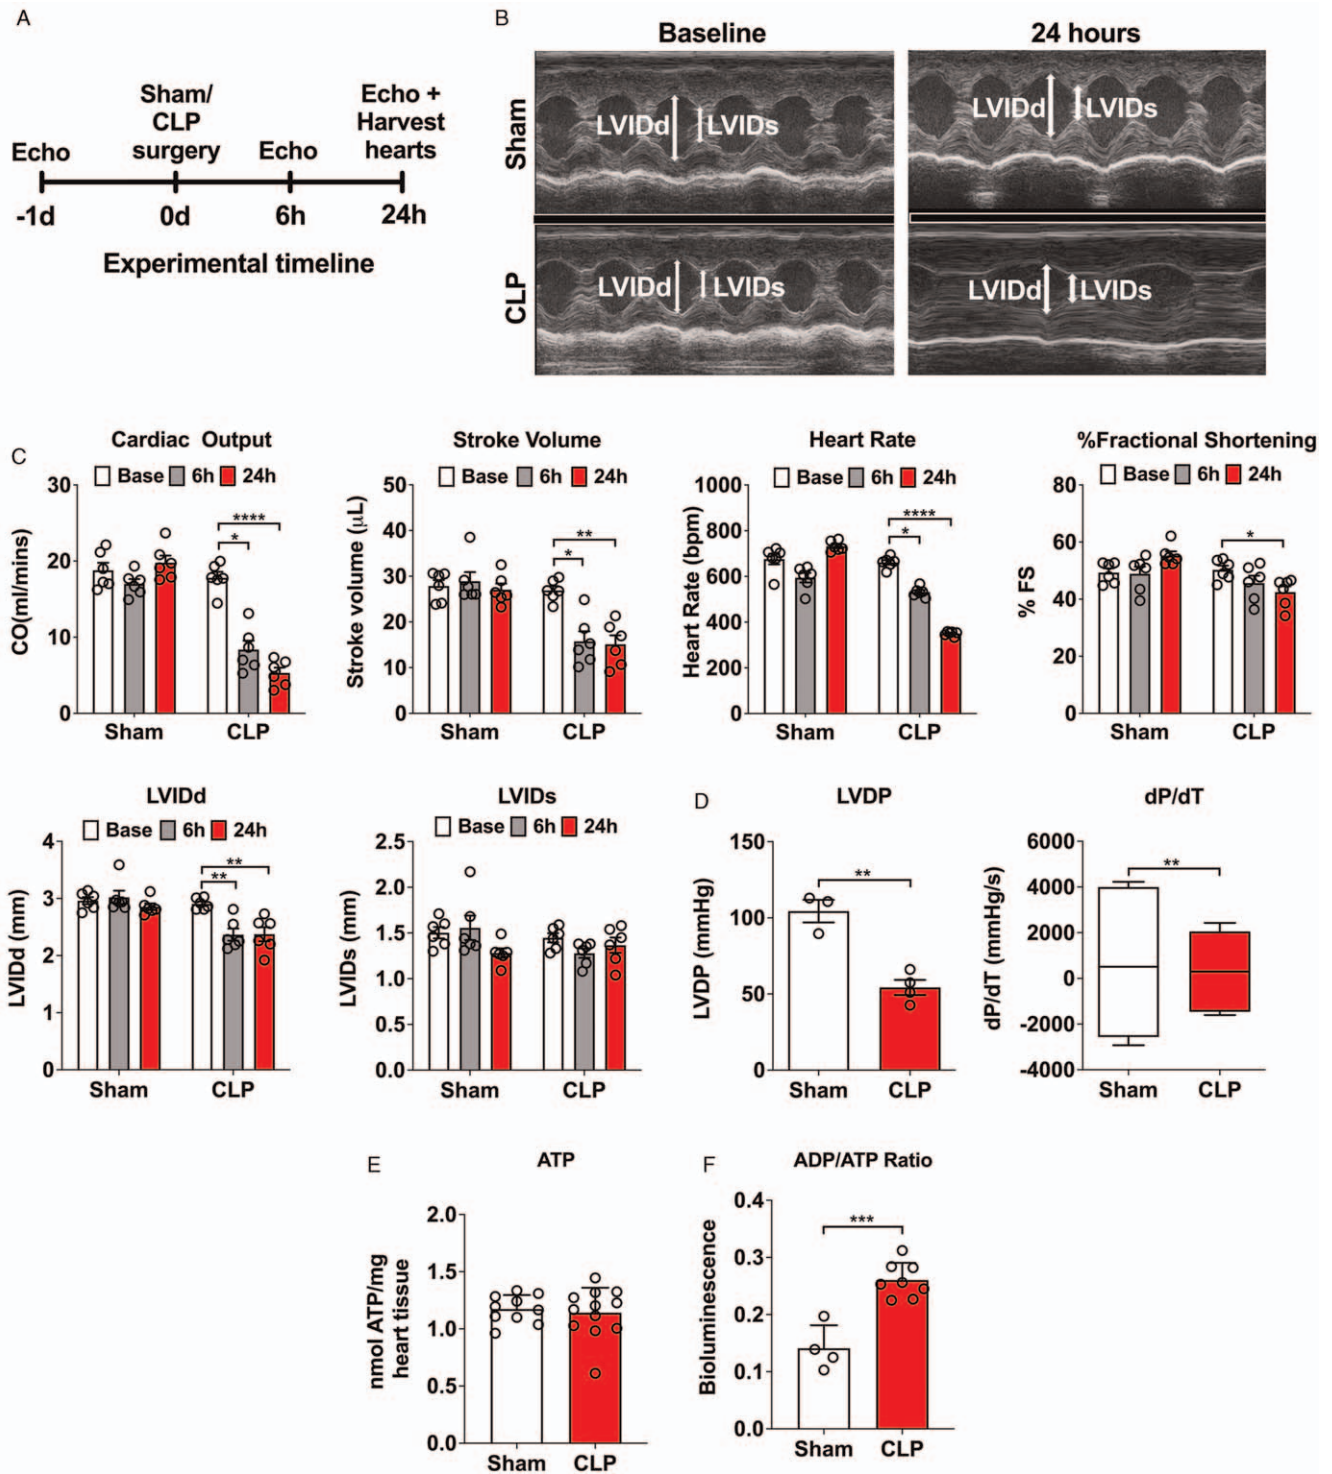 A
Sham/
CLP
surgery
Echo +
Harvest
hearts
Echo
Echo
-1d
0d
6h
24h
Experimental timeline
B
Baseline
24 hours
Sham
LVIDd
LVIDs
LVIDd
LVIDs
CLP
LVIDd
LVIDs
LVIDd
LVIDs
C
Cardiac Output
Base 6h 24h
CO(ml/mins)
30
20
10
0
*
****
Sham
CLP
Stroke Volume
Base 6h 24h
Stroke volume (µL)
50
40
30
20
10
0
*
**
Sham
CLP
Heart Rate
Base 6h 24h
Heart Rate (bpm)
1000
800
600
400
200
0
*
****
Sham
CLP
%Fractional Shortening
Base 6h 24h
% FS
80
60
40
20
0
*
Sham
CLP
LVIDd
Base 6h 24h
LVIDd (mm)
4
3
2
1
0
**
**
Sham
CLP
LVIDs
Base 6h 24h
LVIDs (mm)
2.5
2.0
1.5
1.0
0.5
0.0
Sham
CLP
D
LVDP
LVDP (mmHg)
150
100
50
0
**
Sham
CLP
dP/dT
dP/dT (mmHg/s)
6000
4000
2000
0
-2000
-4000
**
Sham
CLP
E
ATP
nmol ATP/mg
heart tissue
2.0
1.5
1.0
0.5
0.0
Sham
CLP
F
ADP/ATP Ratio
Bioluminescence
0.4
0.3
0.2
0.1
0.0
***
Sham
CLP